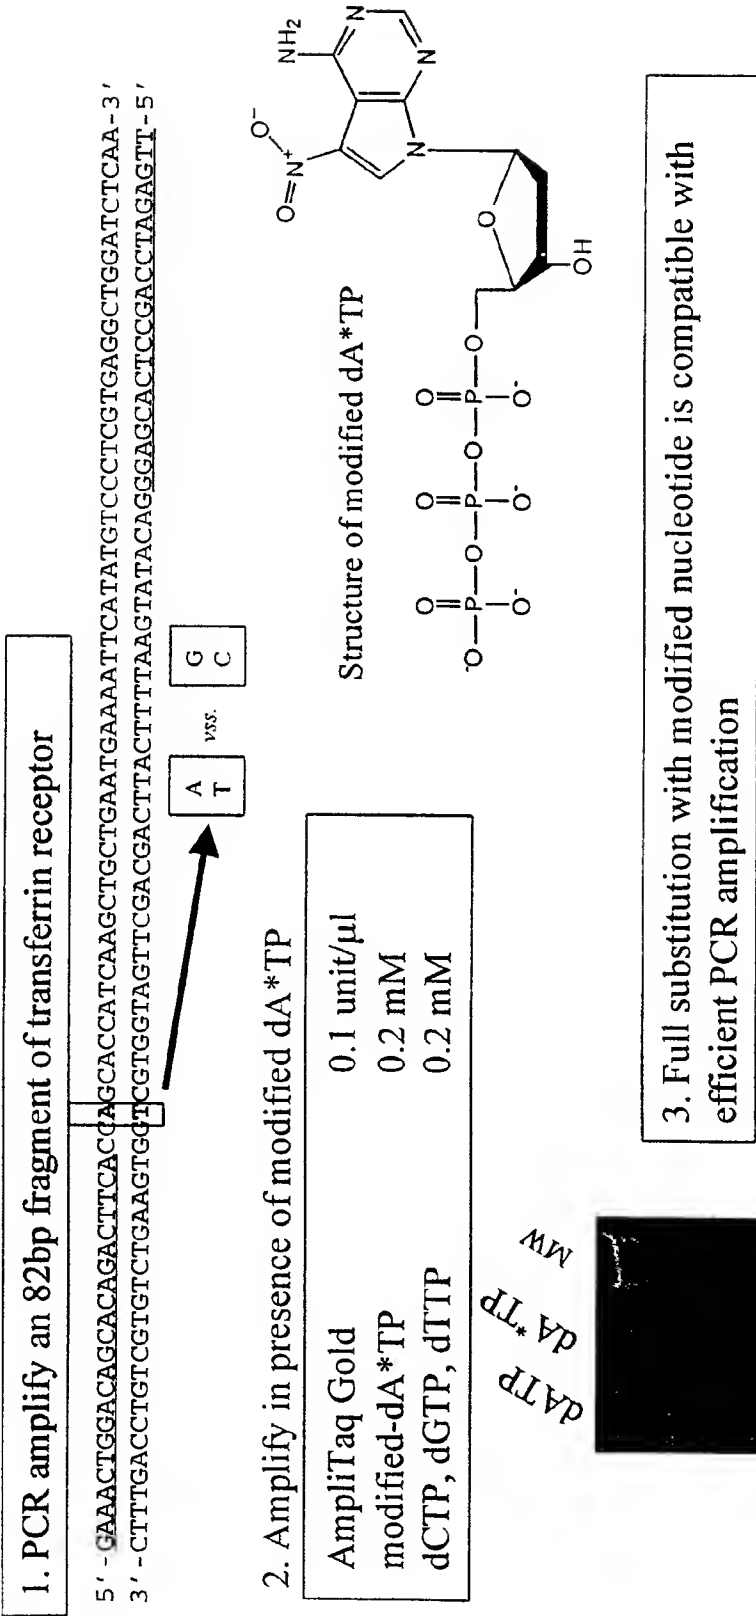 1. PCR amplify an 82bp fragment of transferrin receptor
5'-GAAACTGGACAGCACAGACTTCACCAGCACCATCAAGCTGCTGAATGAAAATTCATATGTCCCTCGTGAGGCTGGATCTCAA-3'
3'-CTTTGACCTGTCGTGTCTGAAGTGGTCGTGGTAGTTCGACGACTTACTTTTAAGTATACAGGGAGCACTCCGACCTAGAGTT-5'
A vss. G
T C
2. Amplify in presence of modified dA*TP
AmpliTaq Gold 0.1 unit/μl
modified-dA*TP 0.2 mM
dCTP, dGTP, dTTP 0.2 mM
Structure of modified dA*TP
NH2
O⁻
O=N⁺
N
N
N
O
OH
O O O
⁻O-P-O-P-O-P-O
O⁻ O⁻ O⁻
dATP dA*TP MW
3. Full substitution with modified nucleotide is compatible with
efficient PCR amplification